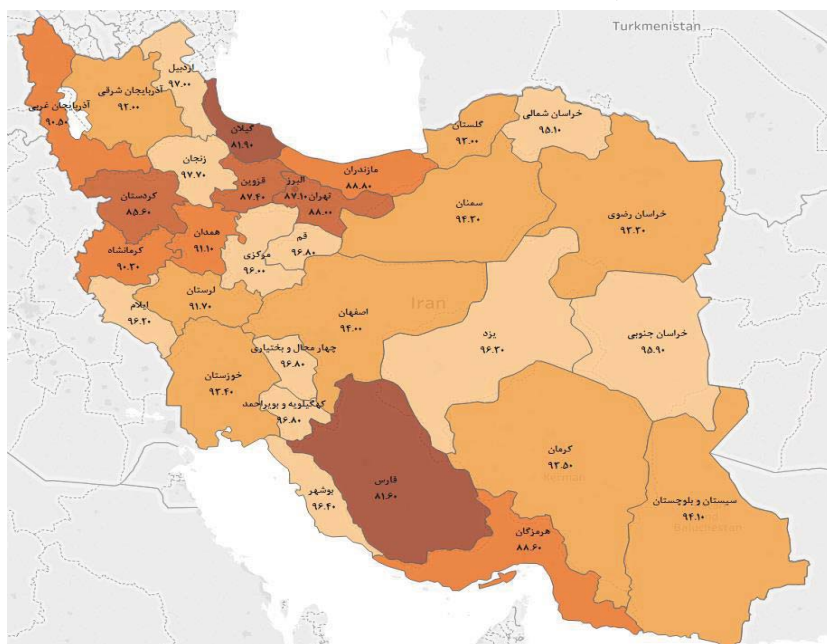 Turkmenistan
اردبیل
۹۷.۰۰
آذربایجان شرقی
۹۲.۰۰
آذربایجان غربی
۹۰.۵۰
گیلان
۸۱.۹۰
گلستان
۹۳.۰۰
خراسان شمالی
۹۵.۱۰
زنجان
۹۷.۷۰
مازندران
۸۸.۸۰
قزوین
۸۷.۴۰
البرز
۸۷.۱۰
تهران
۸۸.۰۰
کردستان
۸۵.۶۰
سمنان
۹۴.۳۰
خراسان رضوی
۹۳.۳۰
همدان
۹۱.۱۰
قم
۹۶.۸۰
کرمانشاه
۹۰.۳۰
مرکزی
۹۶.۰۰
لرستان
۹۱.۷۰
ایلام
۹۶.۲۰
Iran
اصفهان
۹۴.۰۰
یزد
۹۶.۳۰
خراسان جنوبی
۹۵.۹۰
چهار محال و بختیاری
۹۶.۸۰
خوزستان
۹۳.۴۰
کهگیلویه و بویراحمد
۹۶.۸۰
کرمان
۹۳.۵۰
Kerman
فارس
۸۱.۶۰
بوشهر
۹۶.۴۰
سیستان و بلوچستان
۹۴.۱۰
Baluchestan
هرمزگان
۸۸.۶۰